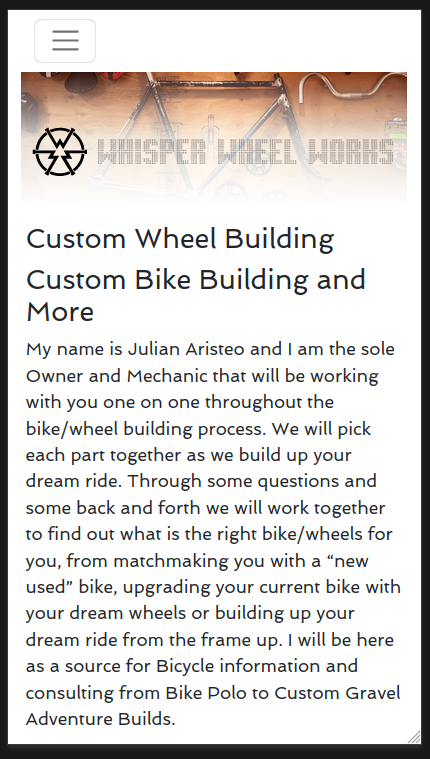 WHISPER WHEEL WORKS
Custom Wheel Building
Custom Bike Building and
More
My name is Julian Aristeo and I am the sole
Owner and Mechanic that will be working
with you one on one throughout the
bike/wheel building process. We will pick
each part together as we build up your
dream ride. Through some questions and
some back and forth we will work together
to find out what is the right bike/wheels for
you, from matchmaking you with a “new
used” bike, upgrading your current bike with
your dream wheels or building up your
dream ride from the frame up. I will be here
as a source for Bicycle information and
consulting from Bike Polo to Custom Gravel
Adventure Builds.